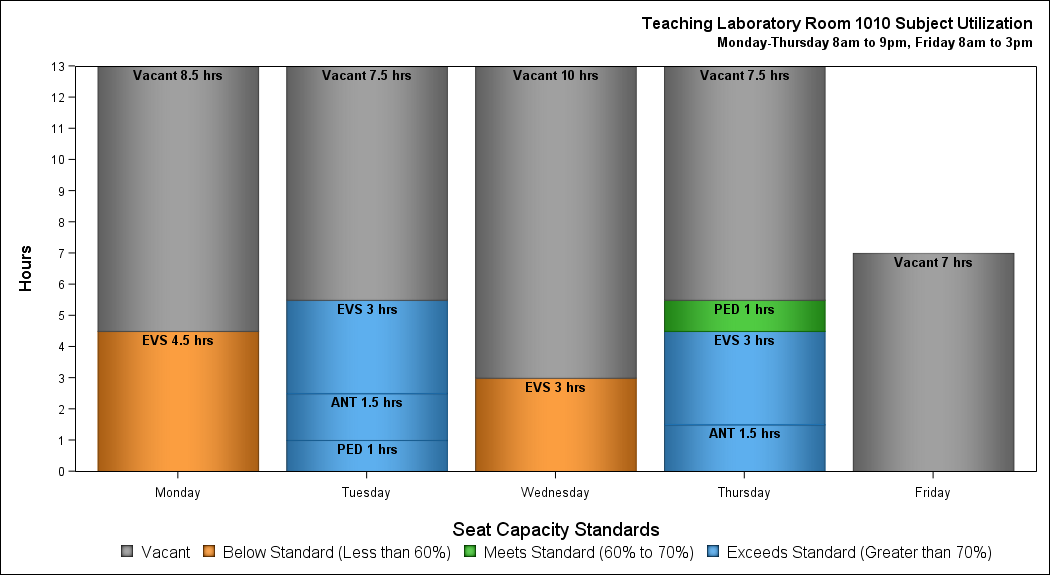 Teaching Laboratory Room 1010 Subject Utilization
Monday-Thursday 8am to 9pm, Friday 8am to 3pm
Hours
13
12
11
10
9
8
7
6
5
4
3
2
1
0
Vacant 8.5 hrs
EVS 4.5 hrs
Vacant 7.5 hrs
EVS 3 hrs
ANT 1.5 hrs
PED 1 hrs
Vacant 10 hrs
EVS 3 hrs
Vacant 7.5 hrs
PED 1 hrs
EVS 3 hrs
ANT 1.5 hrs
Vacant 7 hrs
Monday Tuesday Wednesday Thursday Friday
Seat Capacity Standards
Vacant Below Standard (Less than 60%) Meets Standard (60% to 70%) Exceeds Standard (Greater than 70%)